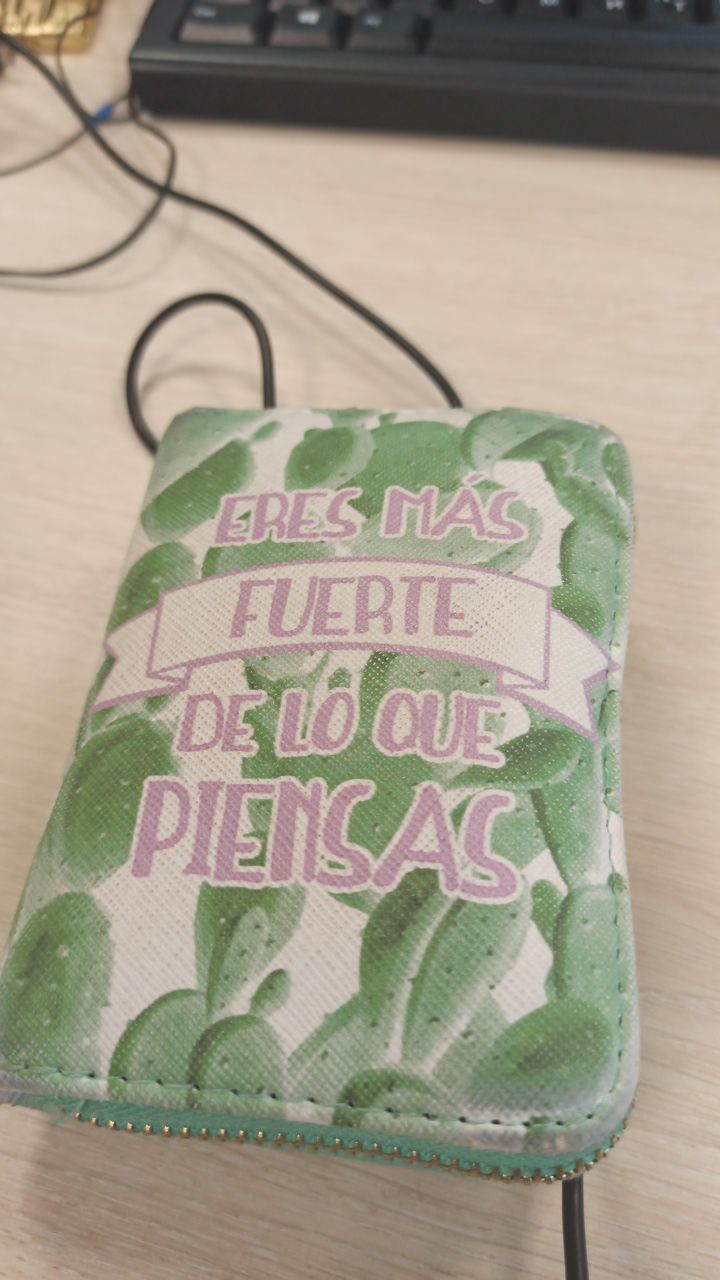 ERES MÁS
FUERTE
DE LO QUE
PIENSAS